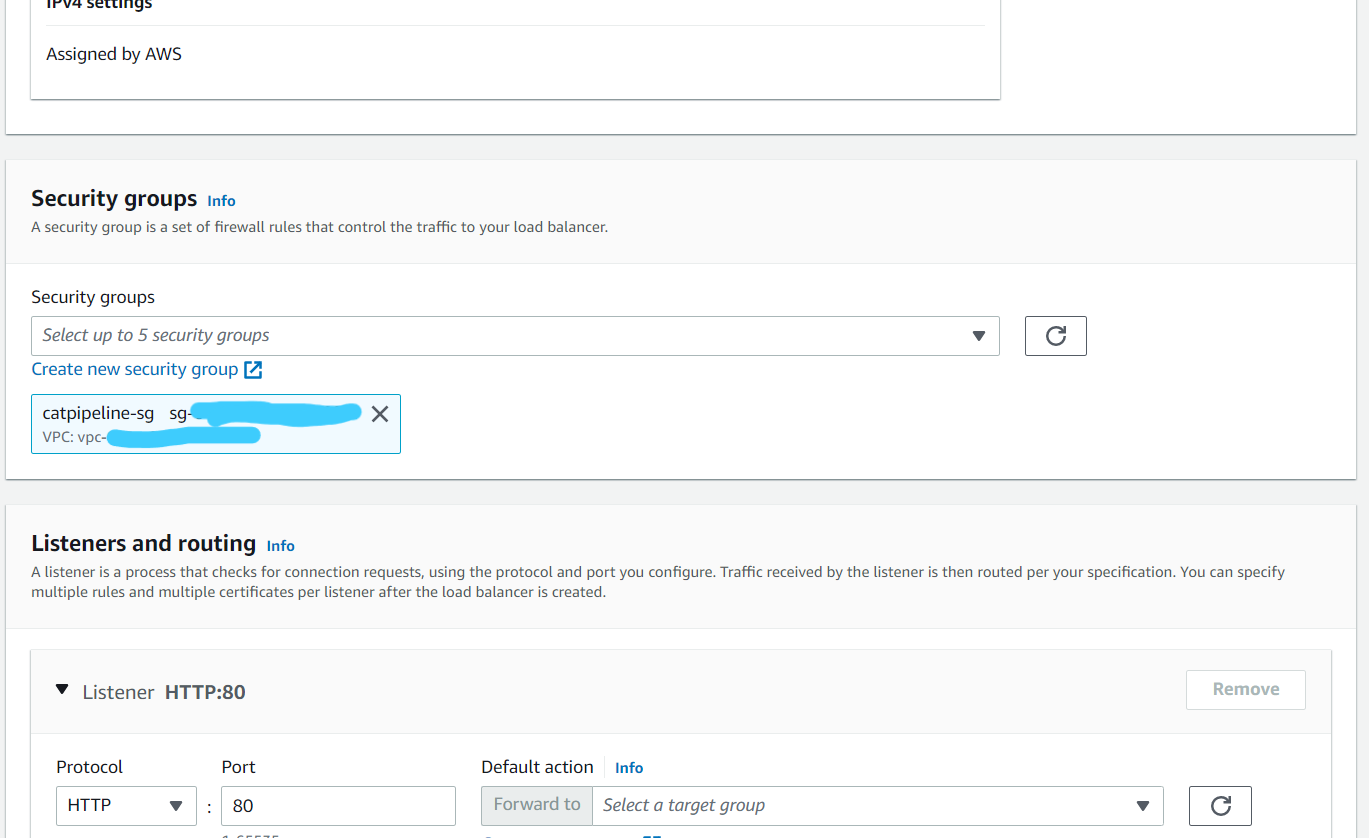 IPv4 settings
Assigned by AWS
Security groups Info
A security group is a set of firewall rules that control the traffic to your load balancer.
Security groups
Select up to 5 security groups
Create new security group
catpipeline-sg sg-
VPC: vpc-
Listeners and routing Info
A listener is a process that checks for connection requests, using the protocol and port you configure. Traffic received by the listener is then routed per your specification. You can specify
multiple rules and multiple certificates per listener after the load balancer is created.
Listener HTTP:80
Remove
Protocol Port Default action Info
HTTP : 80 Forward to Select a target group
1-65535